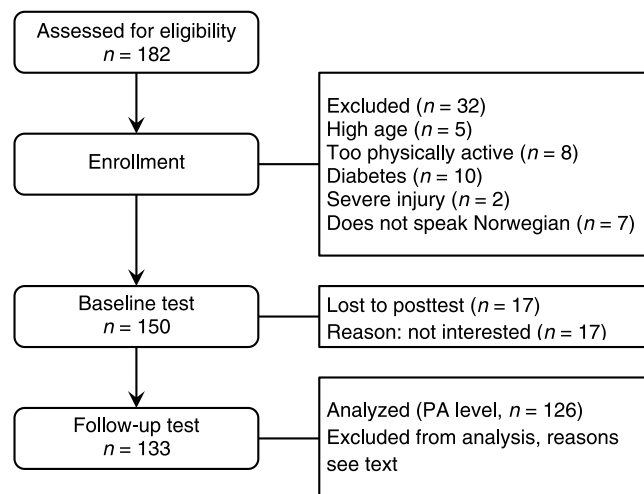 Assessed for eligibility
n = 182
Enrollment
Excluded (n = 32)
High age (n = 5)
Too physically active (n = 8)
Diabetes (n = 10)
Severe injury (n = 2)
Does not speak Norwegian (n = 7)
Baseline test
n = 150
Lost to posttest (n = 17)
Reason: not interested (n = 17)
Follow-up test
n = 133
Analyzed (PA level, n = 126)
Excluded from analysis, reasons
see text